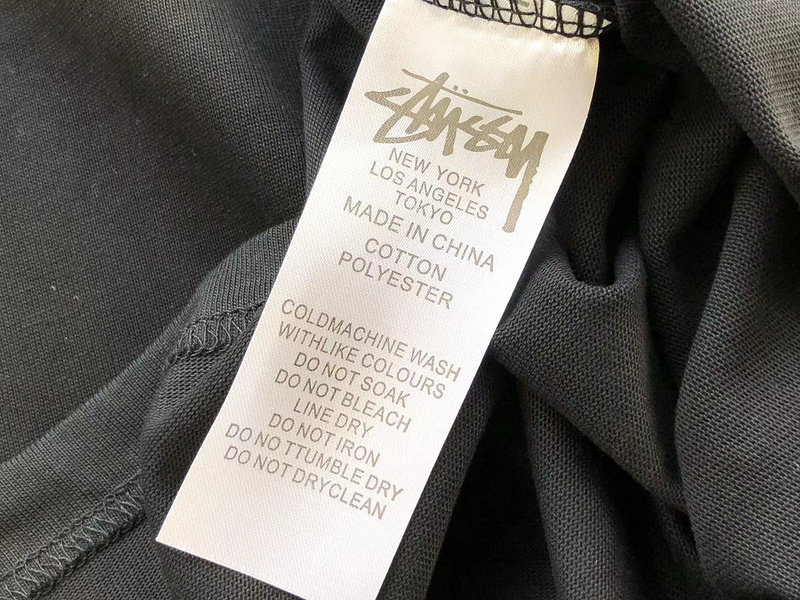 Stüssy
NEW YORK
LOS ANGELES
TOKYO
MADE IN CHINA
COTTON
POLYESTER
COLDMACHINE WASH
WITHLIKE COLOURS
DO NOT SOAK
DO NOT BLEACH
LINE DRY
DO NOT IRON
DO NO TTUMBLE DRY
DO NOT DRYCLEAN